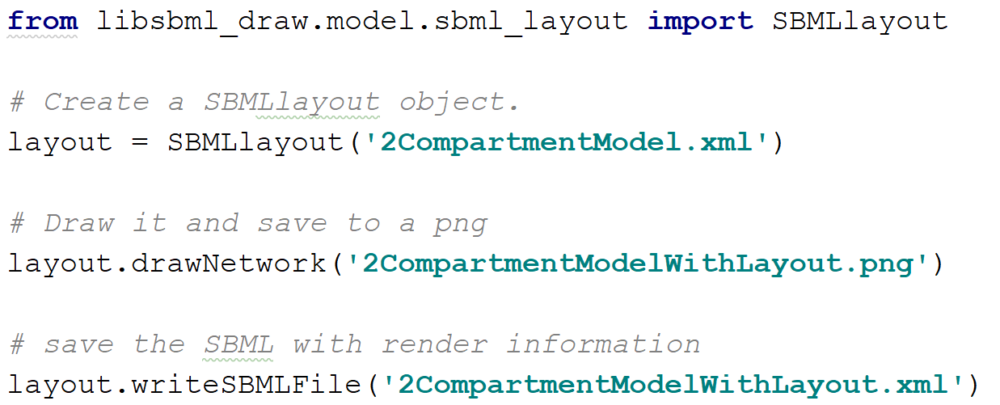 from libsbml_draw.model.sbml_layout import SBMLlayout
# Create a SBMLlayout object.
layout = SBMLlayout('2CompartmentModel.xml')
# Draw it and save to a png
layout.drawNetwork('2CompartmentModelWithLayout.png')
# save the SBML with render information
layout.writeSBMLFile('2CompartmentModelWithLayout.xml')